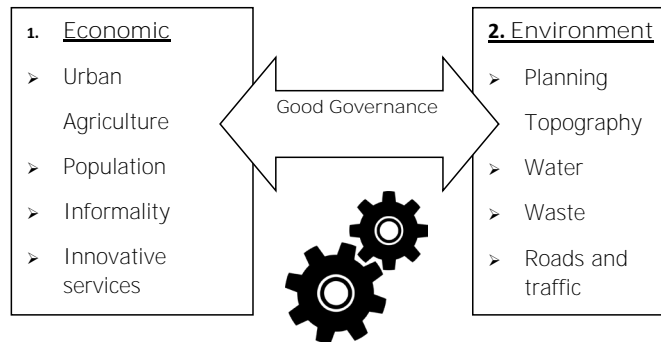 1. Economic
➢ Urban
Agriculture
➢ Population
➢ Informality
➢ Innovative
services
Good Governance
2. Environment
➢ Planning
Topography
➢ Water
➢ Waste
➢ Roads and
traffic